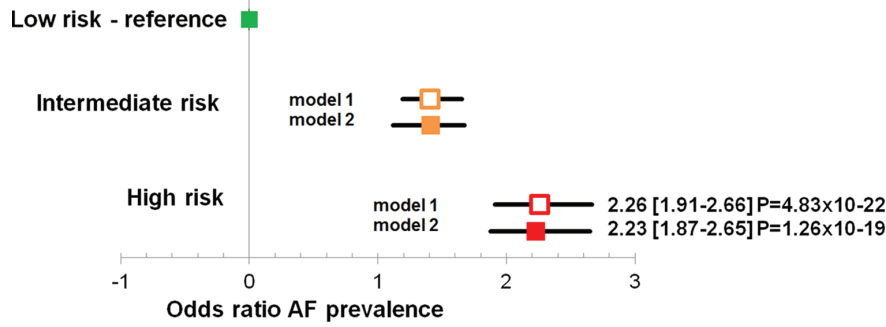 Low risk - reference
Intermediate risk
model 1
model 2
High risk
model 1
model 2
2.26 [1.91-2.66] P=4.83x10-22
2.23 [1.87-2.65] P=1.26x10-19
-1 0 1 2 3
Odds ratio AF prevalence